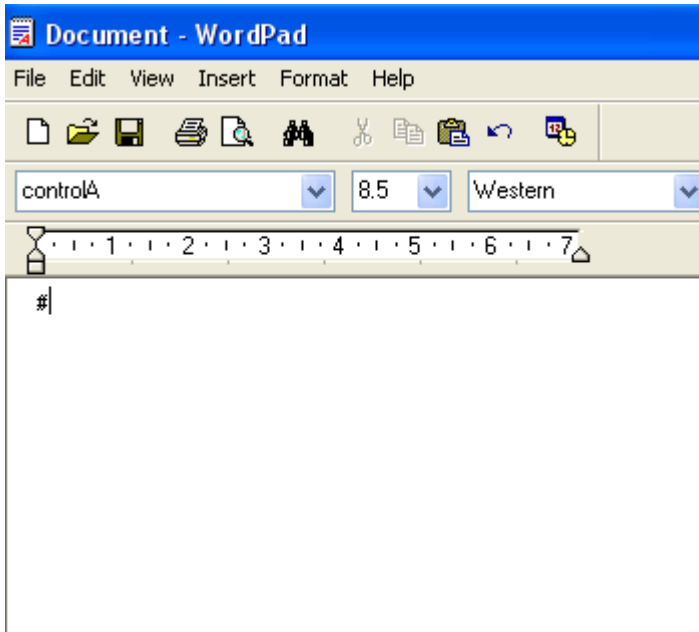 Document - WordPad
File Edit View Insert Format Help
controlA 8.5 Western
1 2 3 4 5 6 7
#